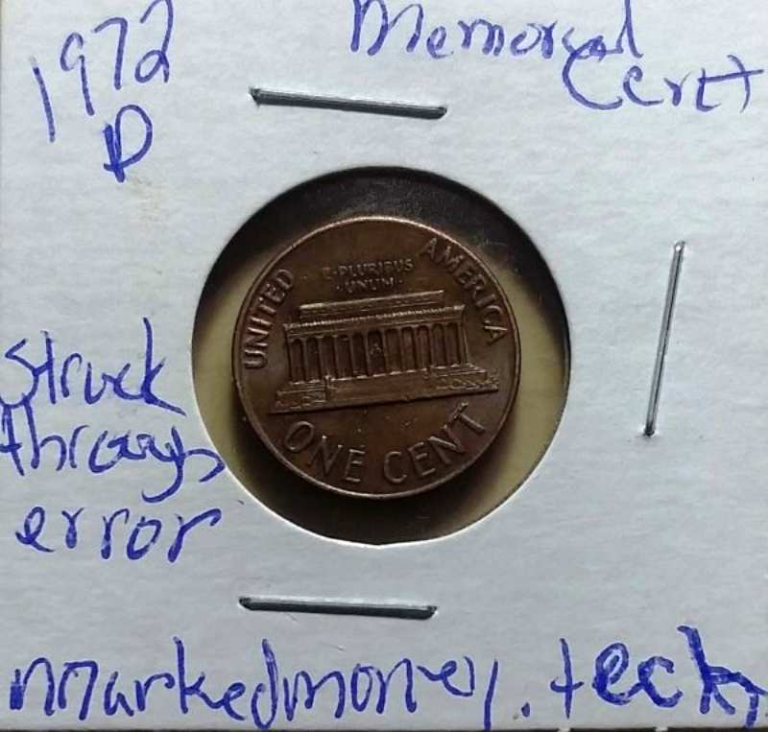 1972 Memorial
D Cent
UNITED STATES OF AMERICA
E·PLURIBUS
·UNUM·
ONE CENT
Struck
through
error
markedmoney.tech